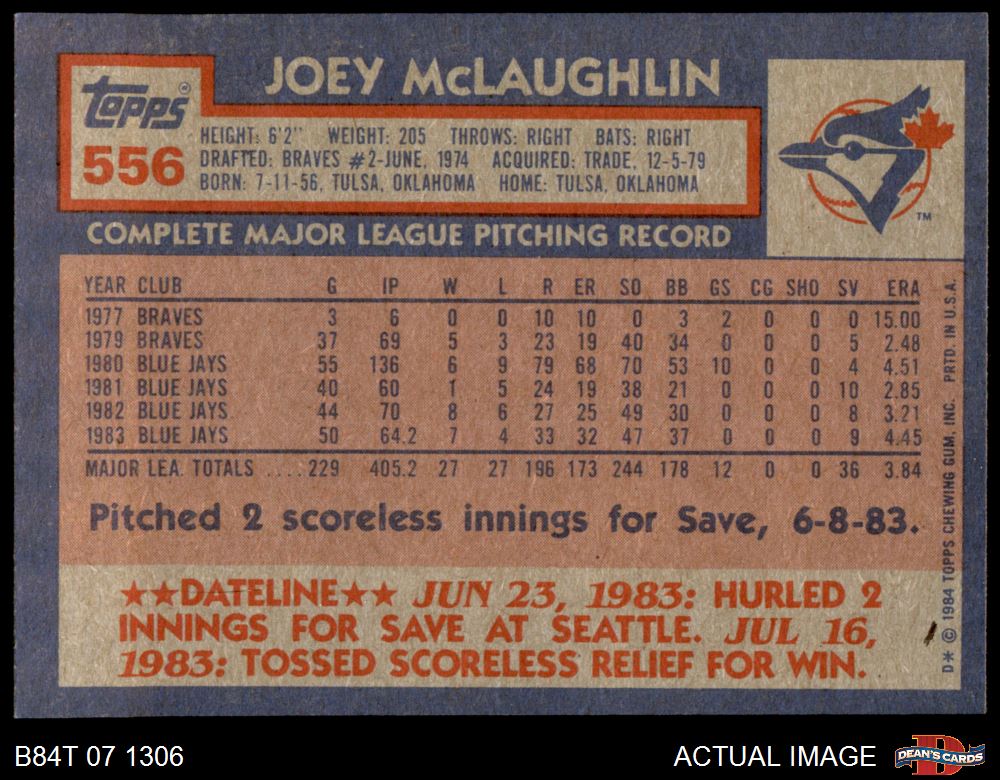 JOEY McLAUGHLIN
topps®
556
HEIGHT: 6'2" WEIGHT: 205 THROWS: RIGHT BATS: RIGHT
DRAFTED: BRAVES #2-JUNE, 1974 ACQUIRED: TRADE, 12-5-79
BORN: 7-11-56, TULSA, OKLAHOMA HOME: TULSA, OKLAHOMA
TM
COMPLETE MAJOR LEAGUE PITCHING RECORD
YEAR CLUB G IP W L R ER SO BB GS CG SHO SV ERA
1977 BRAVES 3 6 0 0 10 10 0 3 2 0 0 0 15.00
1979 BRAVES 37 69 5 3 23 19 40 34 0 0 0 5 2.48
1980 BLUE JAYS 55 136 6 9 79 68 70 53 10 0 0 4 4.51
1981 BLUE JAYS 40 60 1 5 24 19 38 21 0 0 0 10 2.85
1982 BLUE JAYS 44 70 8 6 27 25 49 30 0 0 0 8 3.21
1983 BLUE JAYS 50 64.2 7 4 33 32 47 37 0 0 0 9 4.45
MAJOR LEA. TOTALS ....229 405.2 27 27 196 173 244 178 12 0 0 36 3.84
Pitched 2 scoreless innings for Save, 6-8-83.
★★DATELINE★★ JUN 23, 1983: HURLED 2
INNINGS FOR SAVE AT SEATTLE. JUL 16,
1983: TOSSED SCORELESS RELIEF FOR WIN.
D* © 1984 TOPPS CHEWING GUM, INC. PRTD. IN U.S.A.
B84T 07 1306
ACTUAL IMAGE
DEAN'S CARDS